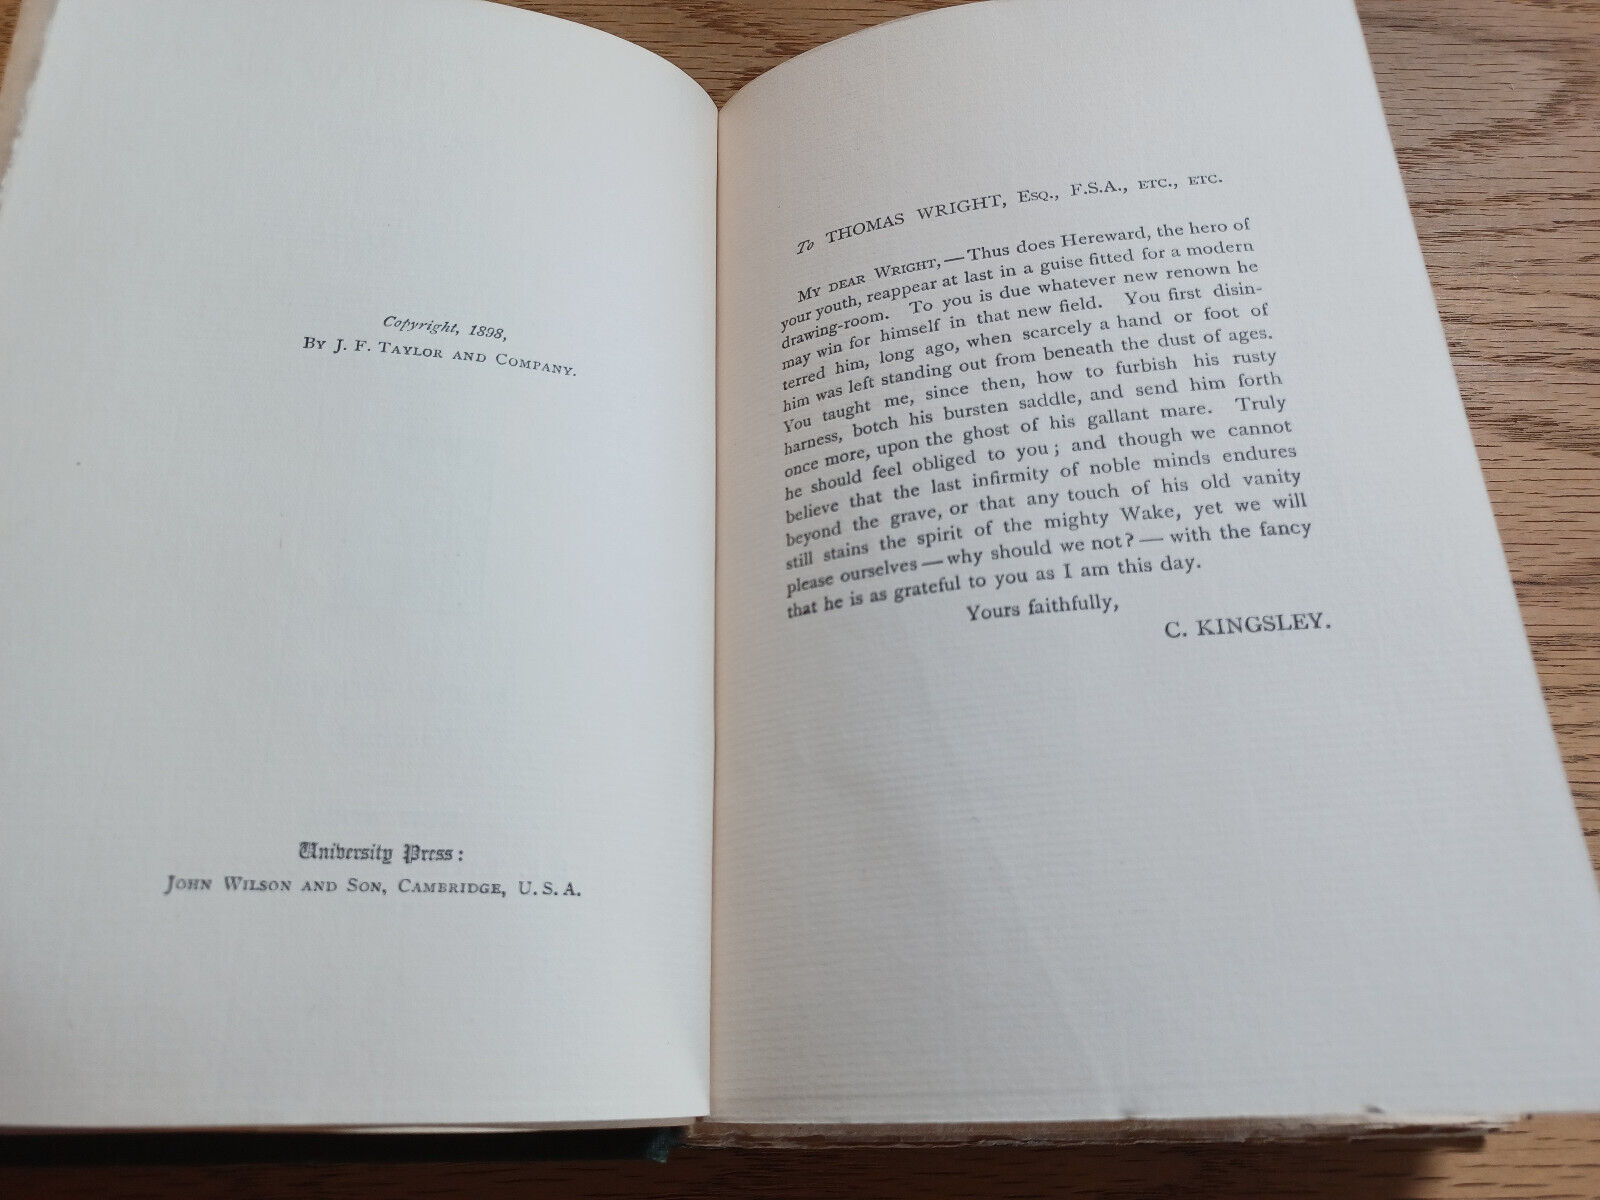 Copyright, 1898,
By J. F. Taylor and Company.
University Press:
John Wilson and Son, Cambridge, U.S.A.
To THOMAS WRIGHT, Esq., F.S.A., etc., etc.
My dear Wright,—Thus does Hereward, the hero of
your youth, reappear at last in a guise fitted for a modern
drawing-room. To you is due whatever new renown he
may win for himself in that new field. You first disin-
terred him, long ago, when scarcely a hand or foot of
him was left standing out from beneath the dust of ages.
You taught me, since then, how to furbish his rusty
harness, botch his bursten saddle, and send him forth
once more, upon the ghost of his gallant mare. Truly
he should feel obliged to you; and though we cannot
believe that the last infirmity of noble minds endures
beyond the grave, or that any touch of his old vanity
still stains the spirit of the mighty Wake, yet we will
please ourselves—why should we not?—with the fancy
that he is as grateful to you as I am this day.
Yours faithfully,
C. KINGSLEY.